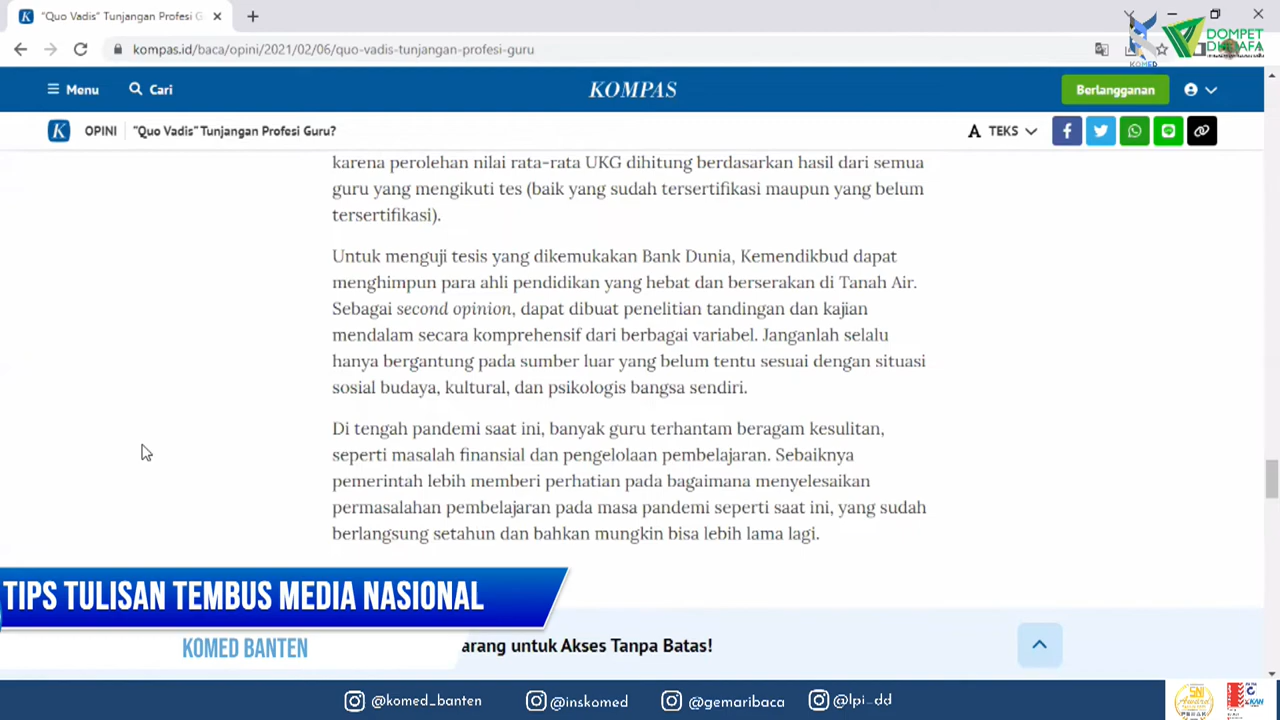 "Quo Vadis" Tunjangan Profesi G
kompas.id/baca/opini/2021/02/06/quo-vadis-tunjangan-profesi-guru
KOMED
DOMPET
DHUAFA
Menu
Cari
KOMPAS
Berlangganan
OPINI
"Quo Vadis" Tunjangan Profesi Guru?
A TEKS
karena perolehan nilai rata-rata UKG dihitung berdasarkan hasil dari semua
guru yang mengikuti tes (baik yang sudah tersertifikasi maupun yang belum
tersertifikasi).
Untuk menguji tesis yang dikemukakan Bank Dunia, Kemendikbud dapat
menghimpun para ahli pendidikan yang hebat dan berserakan di Tanah Air.
Sebagai second opinion, dapat dibuat penelitian tandingan dan kajian
mendalam secara komprehensif dari berbagai variabel. Janganlah selalu
hanya bergantung pada sumber luar yang belum tentu sesuai dengan situasi
sosial budaya, kultural, dan psikologis bangsa sendiri.
Di tengah pandemi saat ini, banyak guru terhantam beragam kesulitan,
seperti masalah finansial dan pengelolaan pembelajaran. Sebaiknya
pemerintah lebih memberi perhatian pada bagaimana menyelesaikan
permasalahan pembelajaran pada masa pandemi seperti saat ini, yang sudah
berlangsung setahun dan bahkan mungkin bisa lebih lama lagi.
TIPS TULISAN TEMBUS MEDIA NASIONAL
KOMED BANTEN
arang untuk Akses Tanpa Batas!
@komed_banten
@inskomed
@gemaribaca
@lpi_dd
SNI